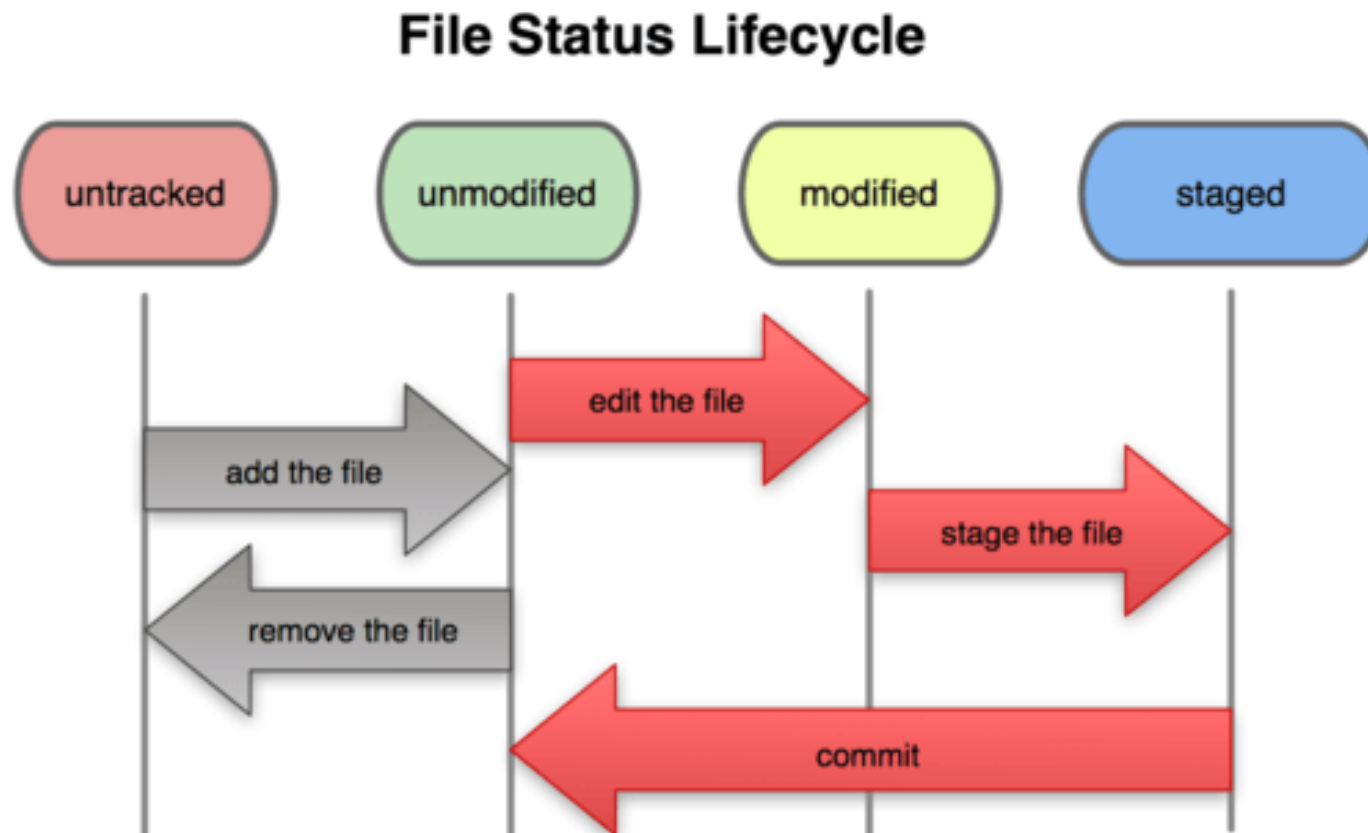 File Status Lifecycle
untracked
unmodified
modified
staged
edit the file
add the file
stage the file
remove the file
commit